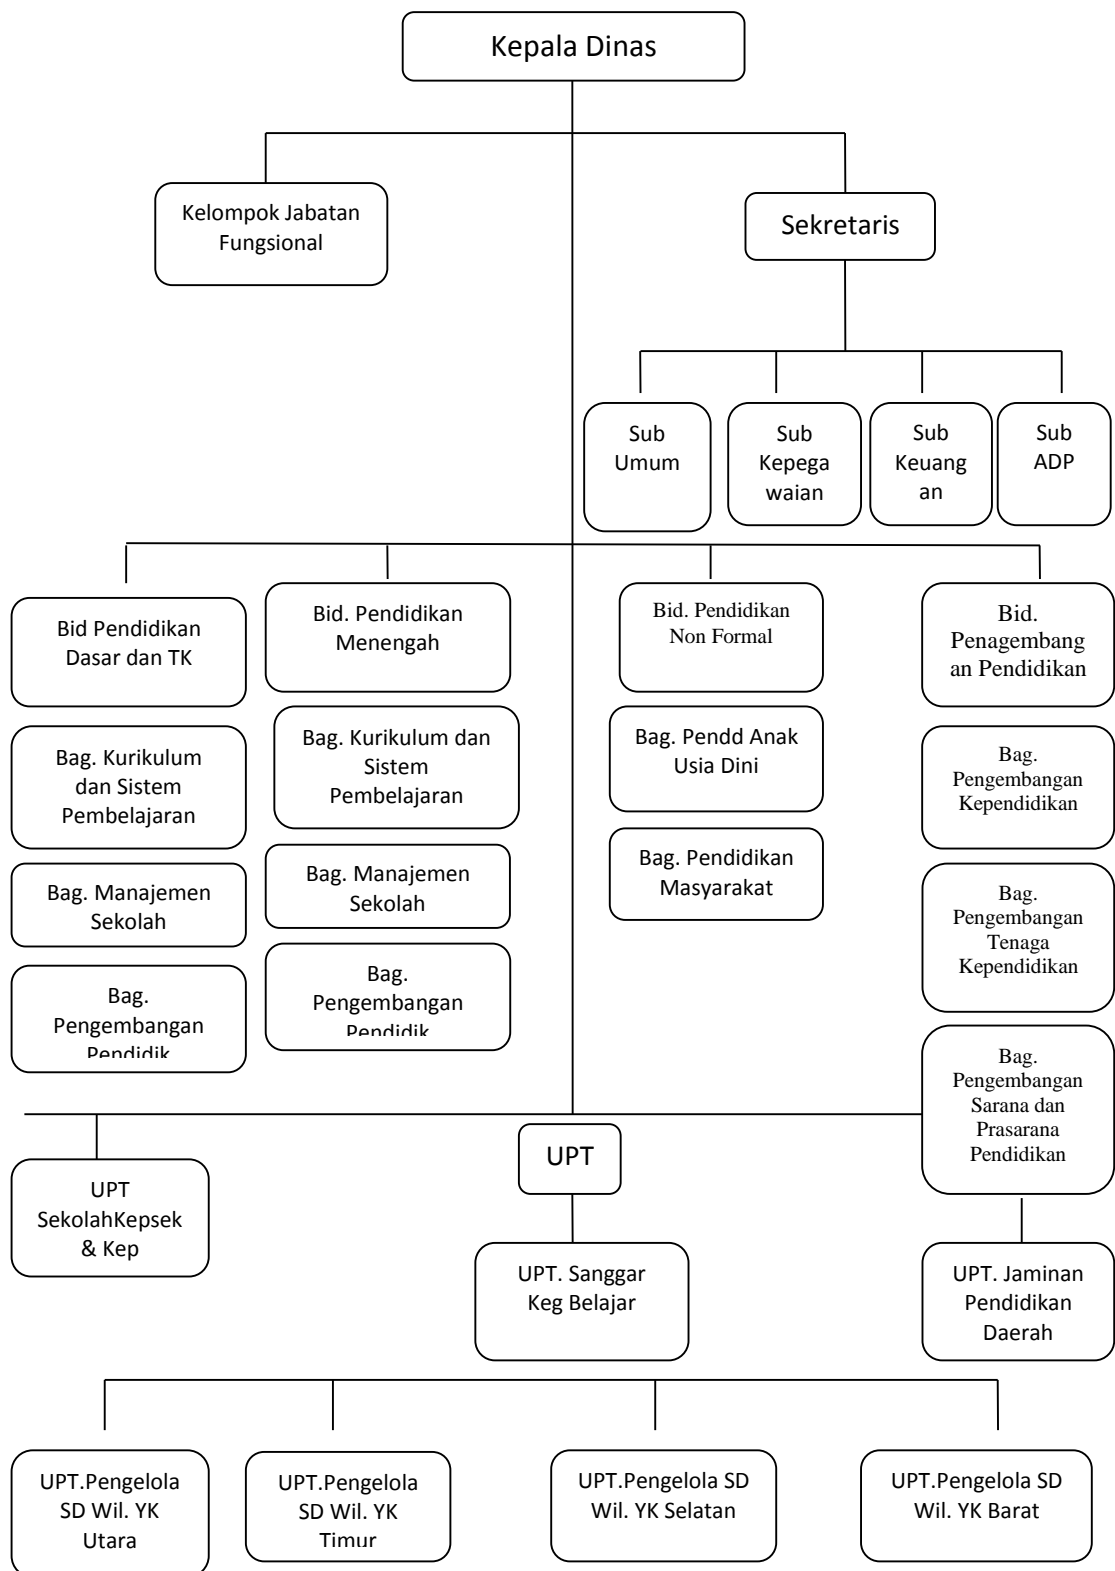 Kepala Dinas
Kelompok Jabatan
Fungsional
Sekretaris
Sub
Umum
Sub
Kepega
waian
Sub
Keuang
an
Sub
ADP
Bid Pendidikan
Dasar dan TK
Bid. Pendidikan
Menengah
Bid. Pendidikan
Non Formal
Bid.
Penagembang
an Pendidikan
Bag. Kurikulum
dan Sistem
Pembelajaran
Bag. Kurikulum dan
Sistem
Pembelajaran
Bag. Pendd Anak
Usia Dini
Bag.
Pengembangan
Kependidikan
Bag. Manajemen
Sekolah
Bag. Manajemen
Sekolah
Bag. Pendidikan
Masyarakat
Bag.
Pengembangan
Tenaga
Kependidikan
Bag.
Pengembangan
Pendidik
Bag.
Pengembangan
Pendidik
Bag.
Pengembangan
Sarana dan
Prasarana
Pendidikan
UPT
UPT
SekolahKepsek
& Kep
UPT. Sanggar
Keg Belajar
UPT. Jaminan
Pendidikan
Daerah
UPT.Pengelola
SD Wil. YK
Utara
UPT.Pengelola
SD Wil. YK
Timur
UPT.Pengelola SD
Wil. YK Selatan
UPT.Pengelola SD
Wil. YK Barat